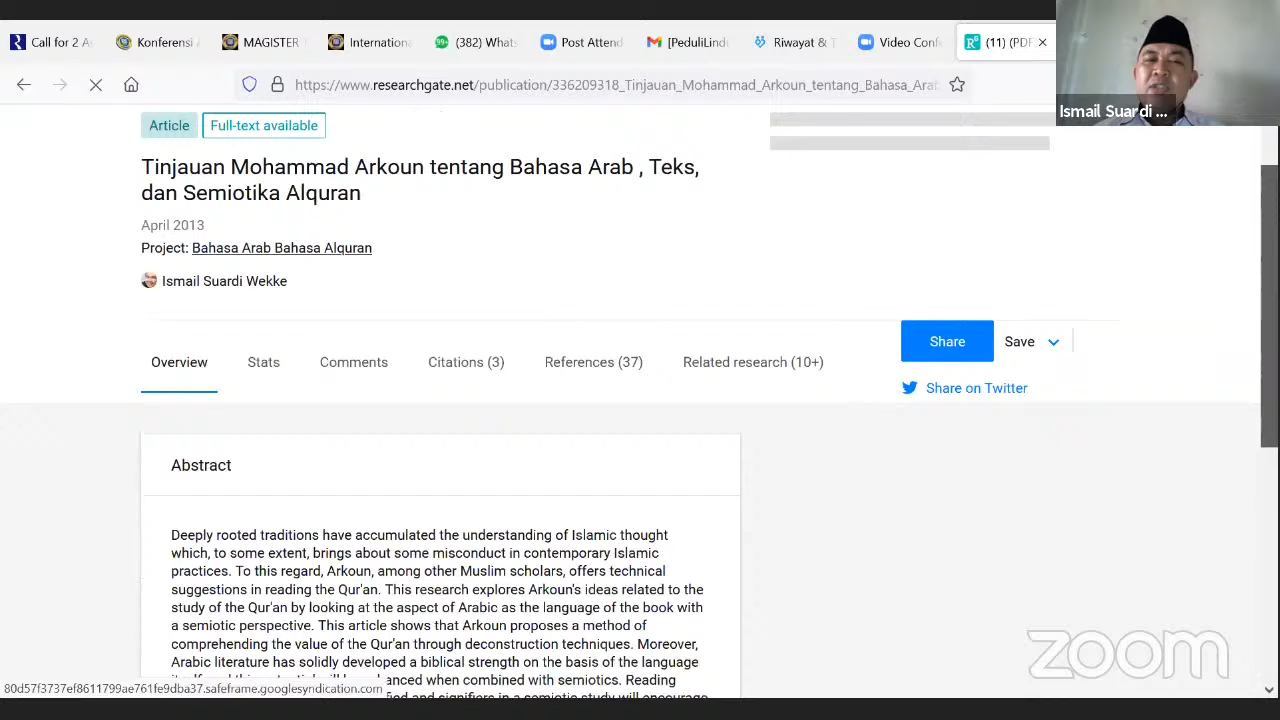 Call for 2 A
Konferensi
MAGISTER
Internationa
(382) Whats
Post Attend
[PeduliLind
Riwayat &
Video Conf
(11) (PDF
https://www.researchgate.net/publication/336209318_Tinjauan_Mohammad_Arkoun_tentang_Bahasa_Arab
Ismail Suardi ...
Article
Full-text available
Tinjauan Mohammad Arkoun tentang Bahasa Arab , Teks,
dan Semiotika Alquran
April 2013
Project: Bahasa Arab Bahasa Alquran
Ismail Suardi Wekke
Share
Save
Overview
Stats
Comments
Citations (3)
References (37)
Related research (10+)
Share on Twitter
Abstract
Deeply rooted traditions have accumulated the understanding of Islamic thought
which, to some extent, brings about some misconduct in contemporary Islamic
practices. To this regard, Arkoun, among other Muslim scholars, offers technical
suggestions in reading the Qur'an. This research explores Arkoun's ideas related to the
study of the Qur'an by looking at the aspect of Arabic as the language of the book with
a semiotic perspective. This article shows that Arkoun proposes a method of
comprehending the value of the Qur'an through deconstruction techniques. Moreover,
Arabic literature has solidly developed a biblical strength on the basis of the language
anced when combined with semiotics. Reading
and signifiers in a semiotic study will encourage
80d57f3737ef8611799ae761fe9dba37.safeframe.googlesyndication.com
zoom